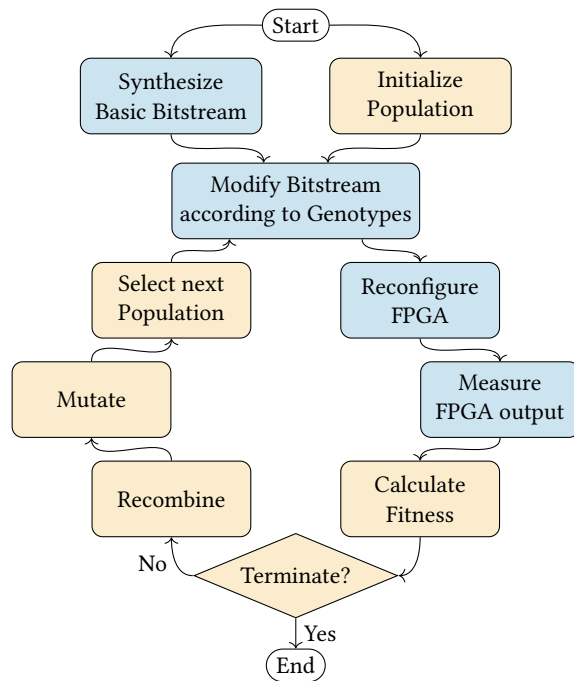 Start
Synthesize
Basic Bitstream
Initialize
Population
Modify Bitstream
according to Genotypes
Select next
Population
Reconfigure
FPGA
Mutate
Measure
FPGA output
Recombine
Calculate
Fitness
No
Terminate?
Yes
End